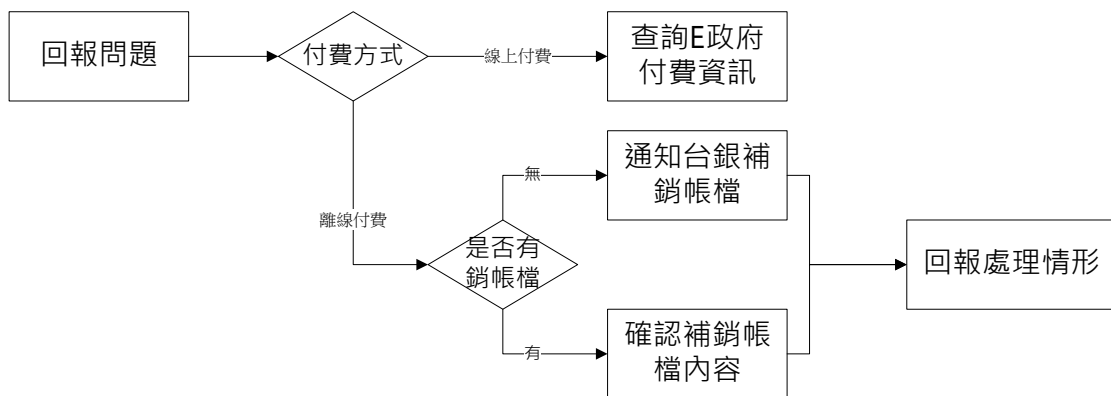 回報問題
付費方式
線上付費
查詢E政府
付費資訊
離線付費
是否有
銷帳檔
無
通知台銀補
銷帳檔
有
確認補銷帳
檔內容
回報處理情形